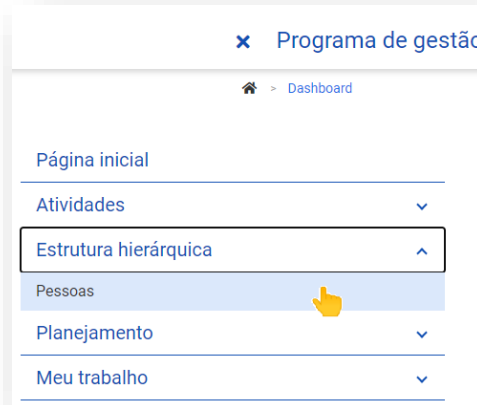 Programa de gestão
> Dashboard
Página inicial
Atividades
Estrutura hierárquica
Pessoas
Planejamento
Meu trabalho